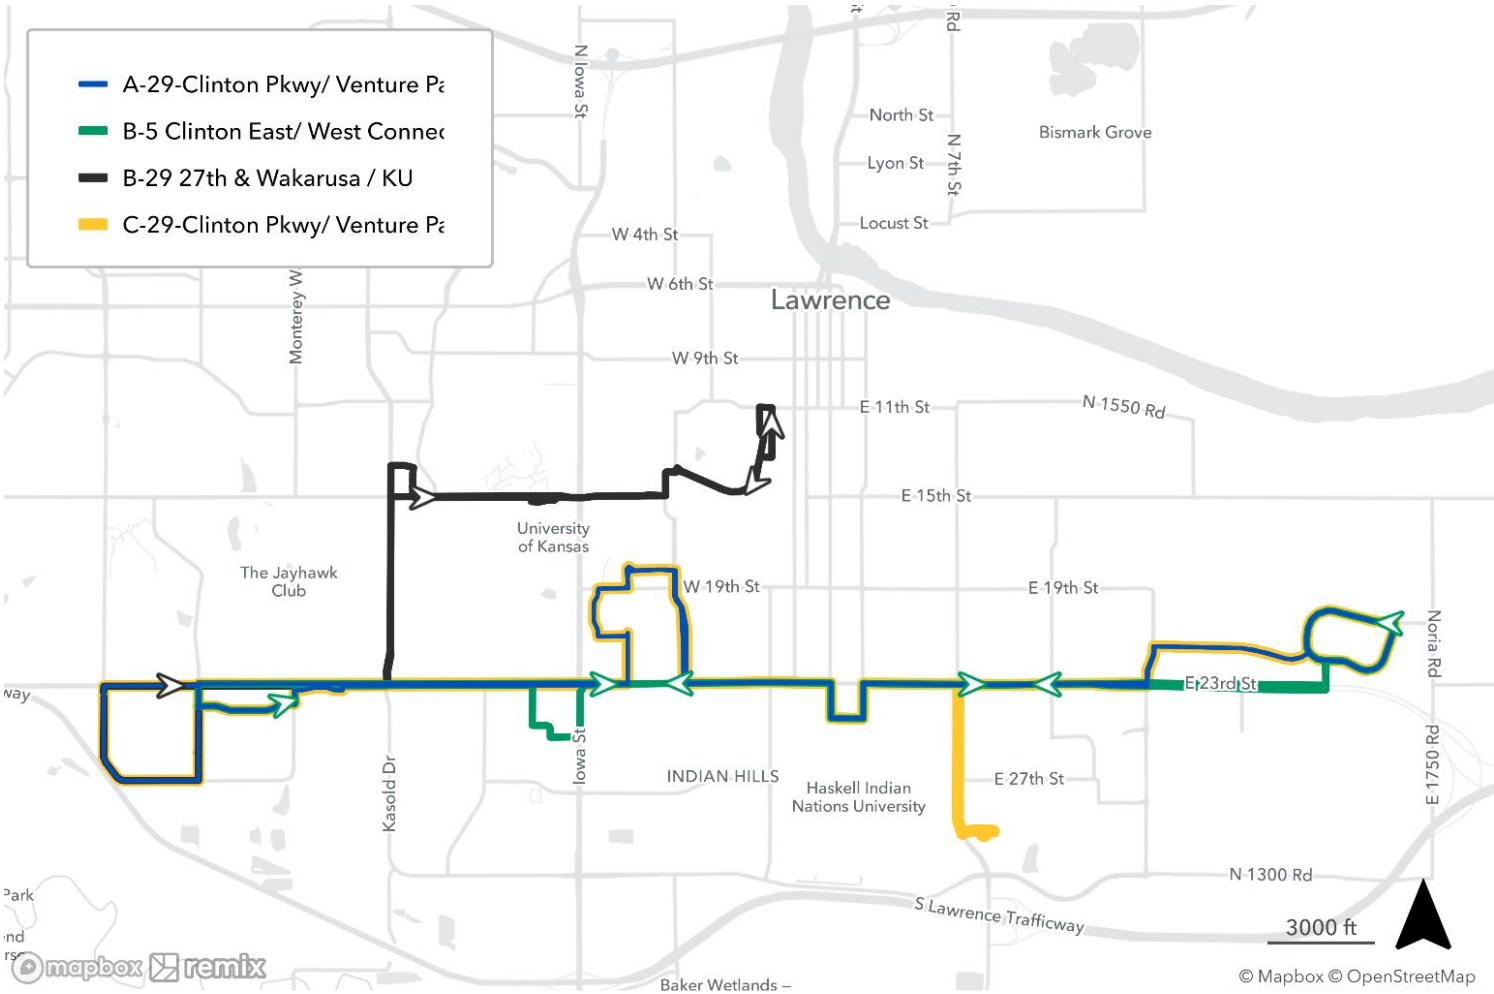 A-29-Clinton Pkwy/ Venture Pa
B-5 Clinton East/ West Connec
B-29 27th & Wakarusa / KU
C-29-Clinton Pkwy/ Venture Pa
N Iowa St
Rd
North St
Lyon St
N 7th St
Locust St
Bismark Grove
W 4th St
W 6th St
Lawrence
Monterey W
W 9th St
E 11th St
N 1550 Rd
E 15th St
University
of Kansas
The Jayhawk
Club
W 19th St
E 19th St
Noria Rd
way
E 23rd St
Iowa St
Kasold Dr
INDIAN HILLS
Haskell Indian
Nations University
E 27th St
E 1750 Rd
N 1300 Rd
Park
S Lawrence Trafficway
3000 ft
mapbox remix
Baker Wetlands –
© Mapbox © OpenStreetMap